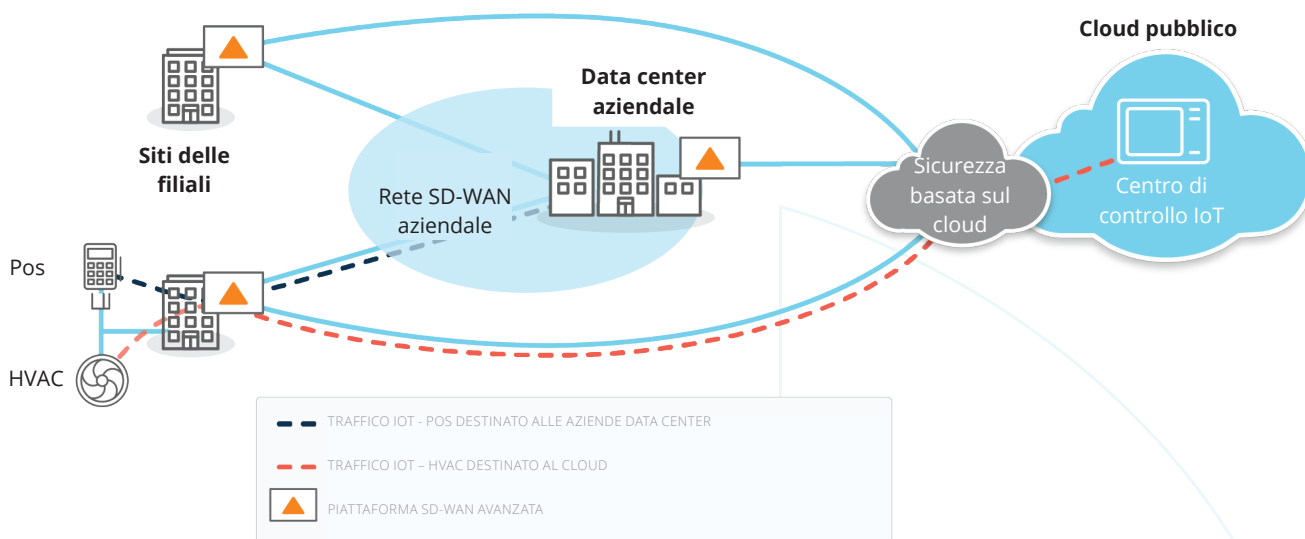 Cloud pubblico
Data center
aziendale
Siti delle
filiali
Sicurezza
basata sul
cloud
Centro di
controllo IoT
Rete SD-WAN
aziendale
Pos
HVAC
TRAFFICO IOT - POS DESTINATO ALLE AZIENDE DATA CENTER
TRAFFICO IOT – HVAC DESTINATO AL CLOUD
PIATTAFORMA SD-WAN AVANZATA